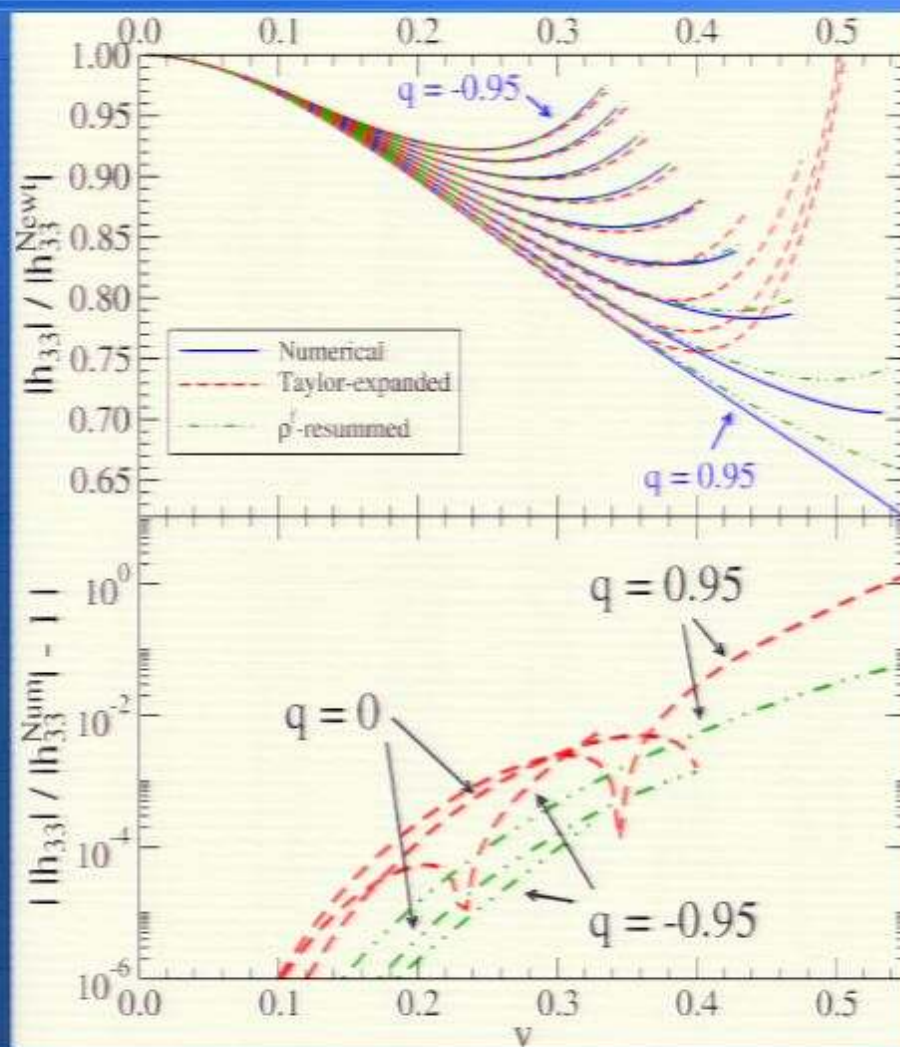 0.0 0.1 0.2 0.3 0.4 0.5
1.00
0.95
0.90
0.85
0.80
0.75
0.70
0.65
|h33| / |h33^Newt|
q = -0.95
Numerical
Taylor-expanded
ρ^f-resummed
q = 0.95
10^0
10^-2
10^-4
10^-6
| |h33| / |h33^Num| - 1 |
q = 0.95
q = 0
q = -0.95
0.0 0.1 0.2 0.3 0.4 0.5
v